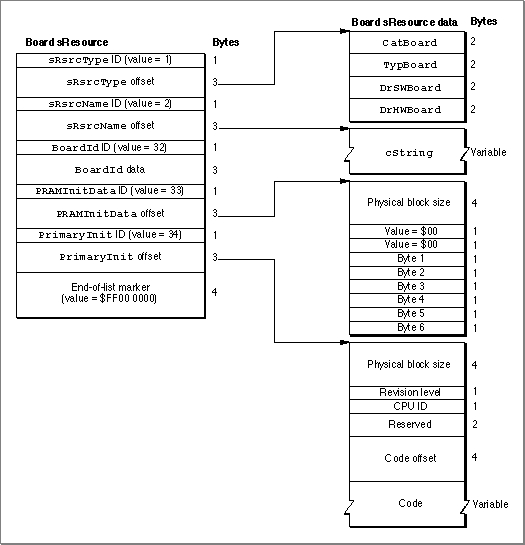 Board sResource Bytes
sRsrcType ID (value = 1) 1
sRsrcType offset 3
sRsrcName ID (value = 2) 1
sRsrcName offset 3
BoardId ID (value = 32) 1
BoardId data 3
PRAMInitData ID (value = 33) 1
PRAMInitData offset 3
PrimaryInit ID (value = 34) 1
PrimaryInit offset 3
End-of-list marker
(value = $FF00 0000) 4
Board sResource data Bytes
CatBoard 2
TypBoard 2
DrSWBoard 2
DrHWBoard 2
cString Variable
Physical block size 4
Value = $00 1
Value = $00 1
Byte 1 1
Byte 2 1
Byte 3 1
Byte 4 1
Byte 5 1
Byte 6 1
Physical block size 4
Revision level 1
CPU ID 1
Reserved 2
Code offset 4
Code Variable